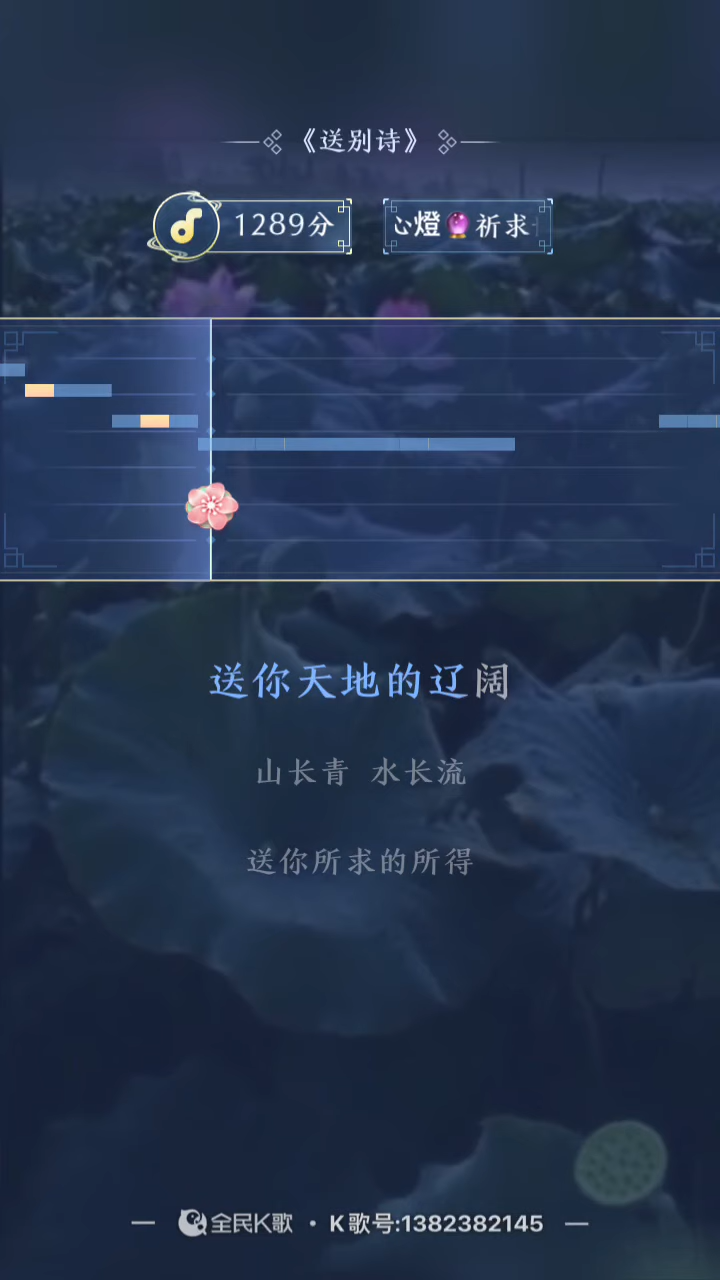 《送别诗》
1289分
心燈🔮祈求
送你天地的辽阔
山长青 水长流
送你所求的所得
全民K歌 · K歌号:1382382145